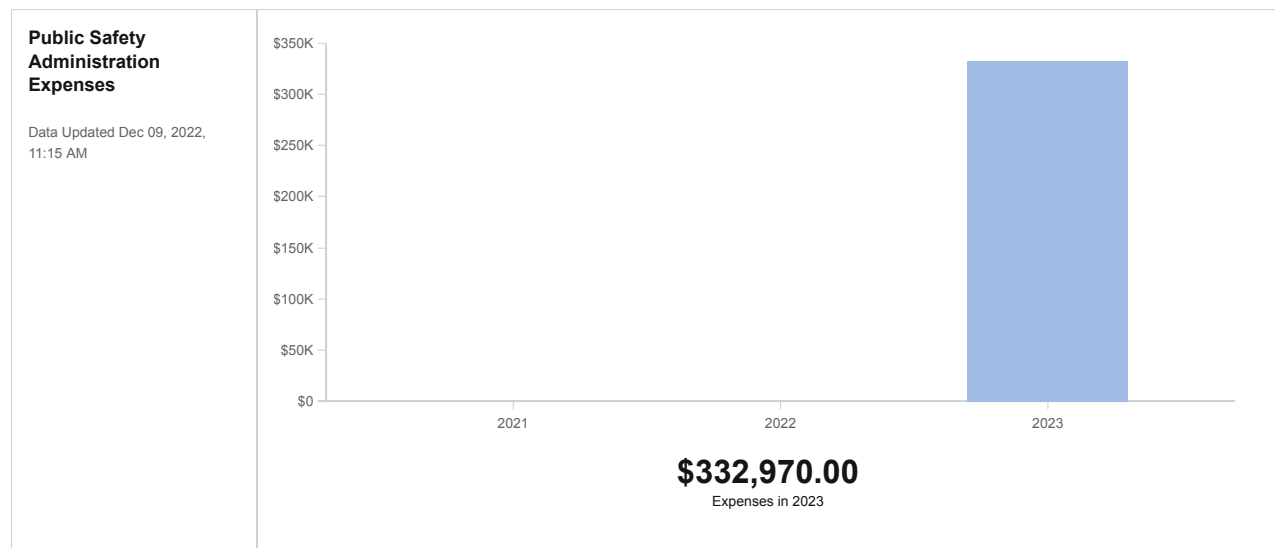 Public Safety
Administration
Expenses
Data Updated Dec 09, 2022,
11:15 AM
$350K
$300K
$250K
$200K
$150K
$100K
$50K
$0
2021
2022
2023
$332,970.00
Expenses in 2023